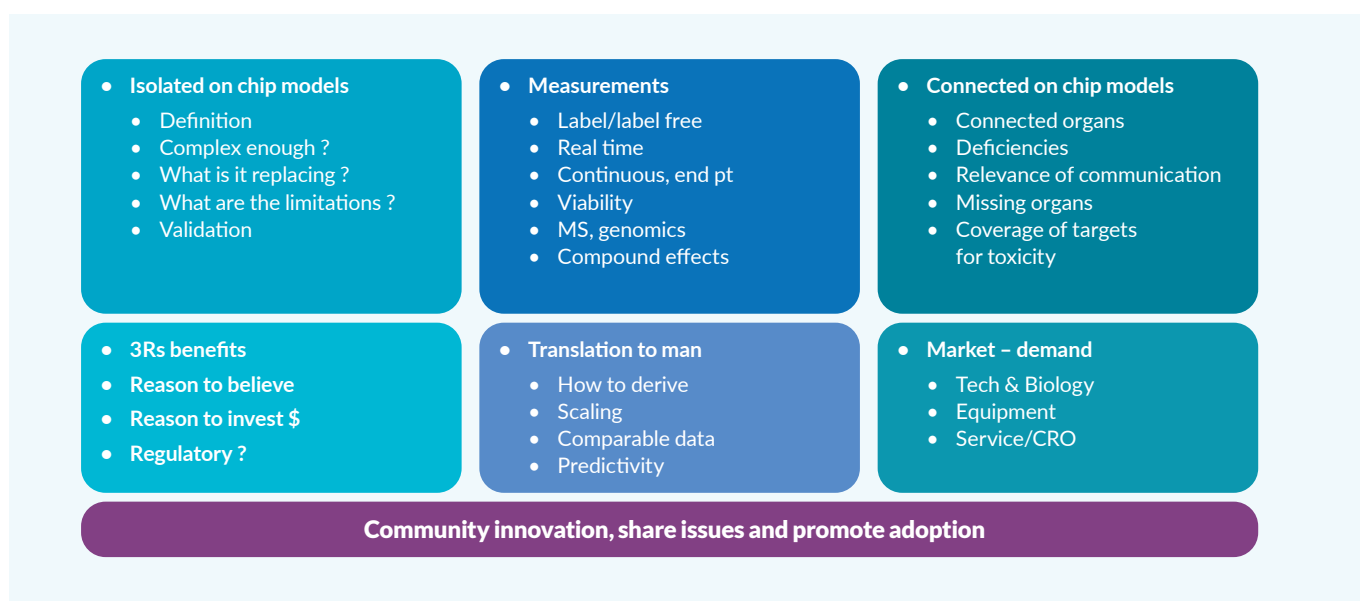 • Isolated on chip models
• Definition
• Complex enough ?
• What is it replacing ?
• What are the limitations ?
• Validation
• Measurements
• Label/label free
• Real time
• Continuous, end pt
• Viability
• MS, genomics
• Compound effects
• Connected on chip models
• Connected organs
• Deficiencies
• Relevance of communication
• Missing organs
• Coverage of targets
for toxicity
• 3Rs benefits
• Reason to believe
• Reason to invest $
• Regulatory ?
• Translation to man
• How to derive
• Scaling
• Comparable data
• Predictivity
• Market – demand
• Tech & Biology
• Equipment
• Service/CRO
Community innovation, share issues and promote adoption